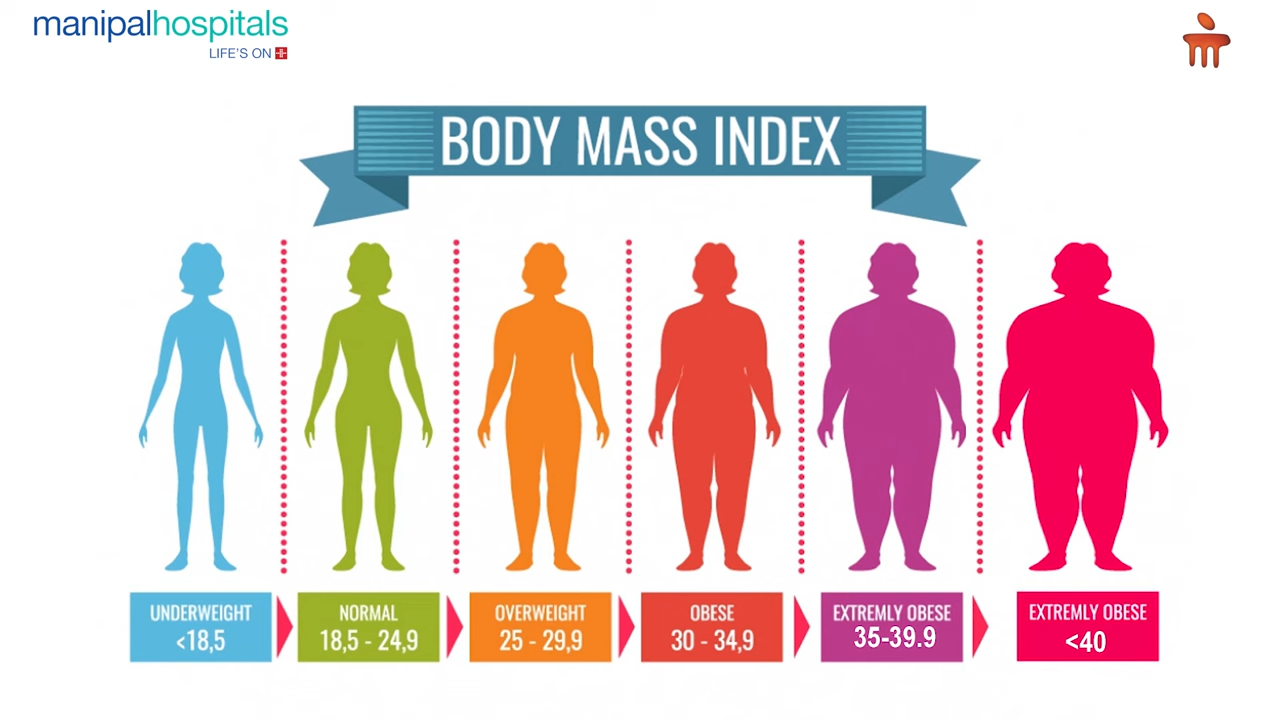 manipalhospitals
LIFE'S ON
BODY MASS INDEX
UNDERWEIGHT
<18,5
NORMAL
18,5 - 24,9
OVERWEIGHT
25 - 29,9
OBESE
30 - 34,9
EXTREMLY OBESE
35-39.9
EXTREMLY OBESE
<40